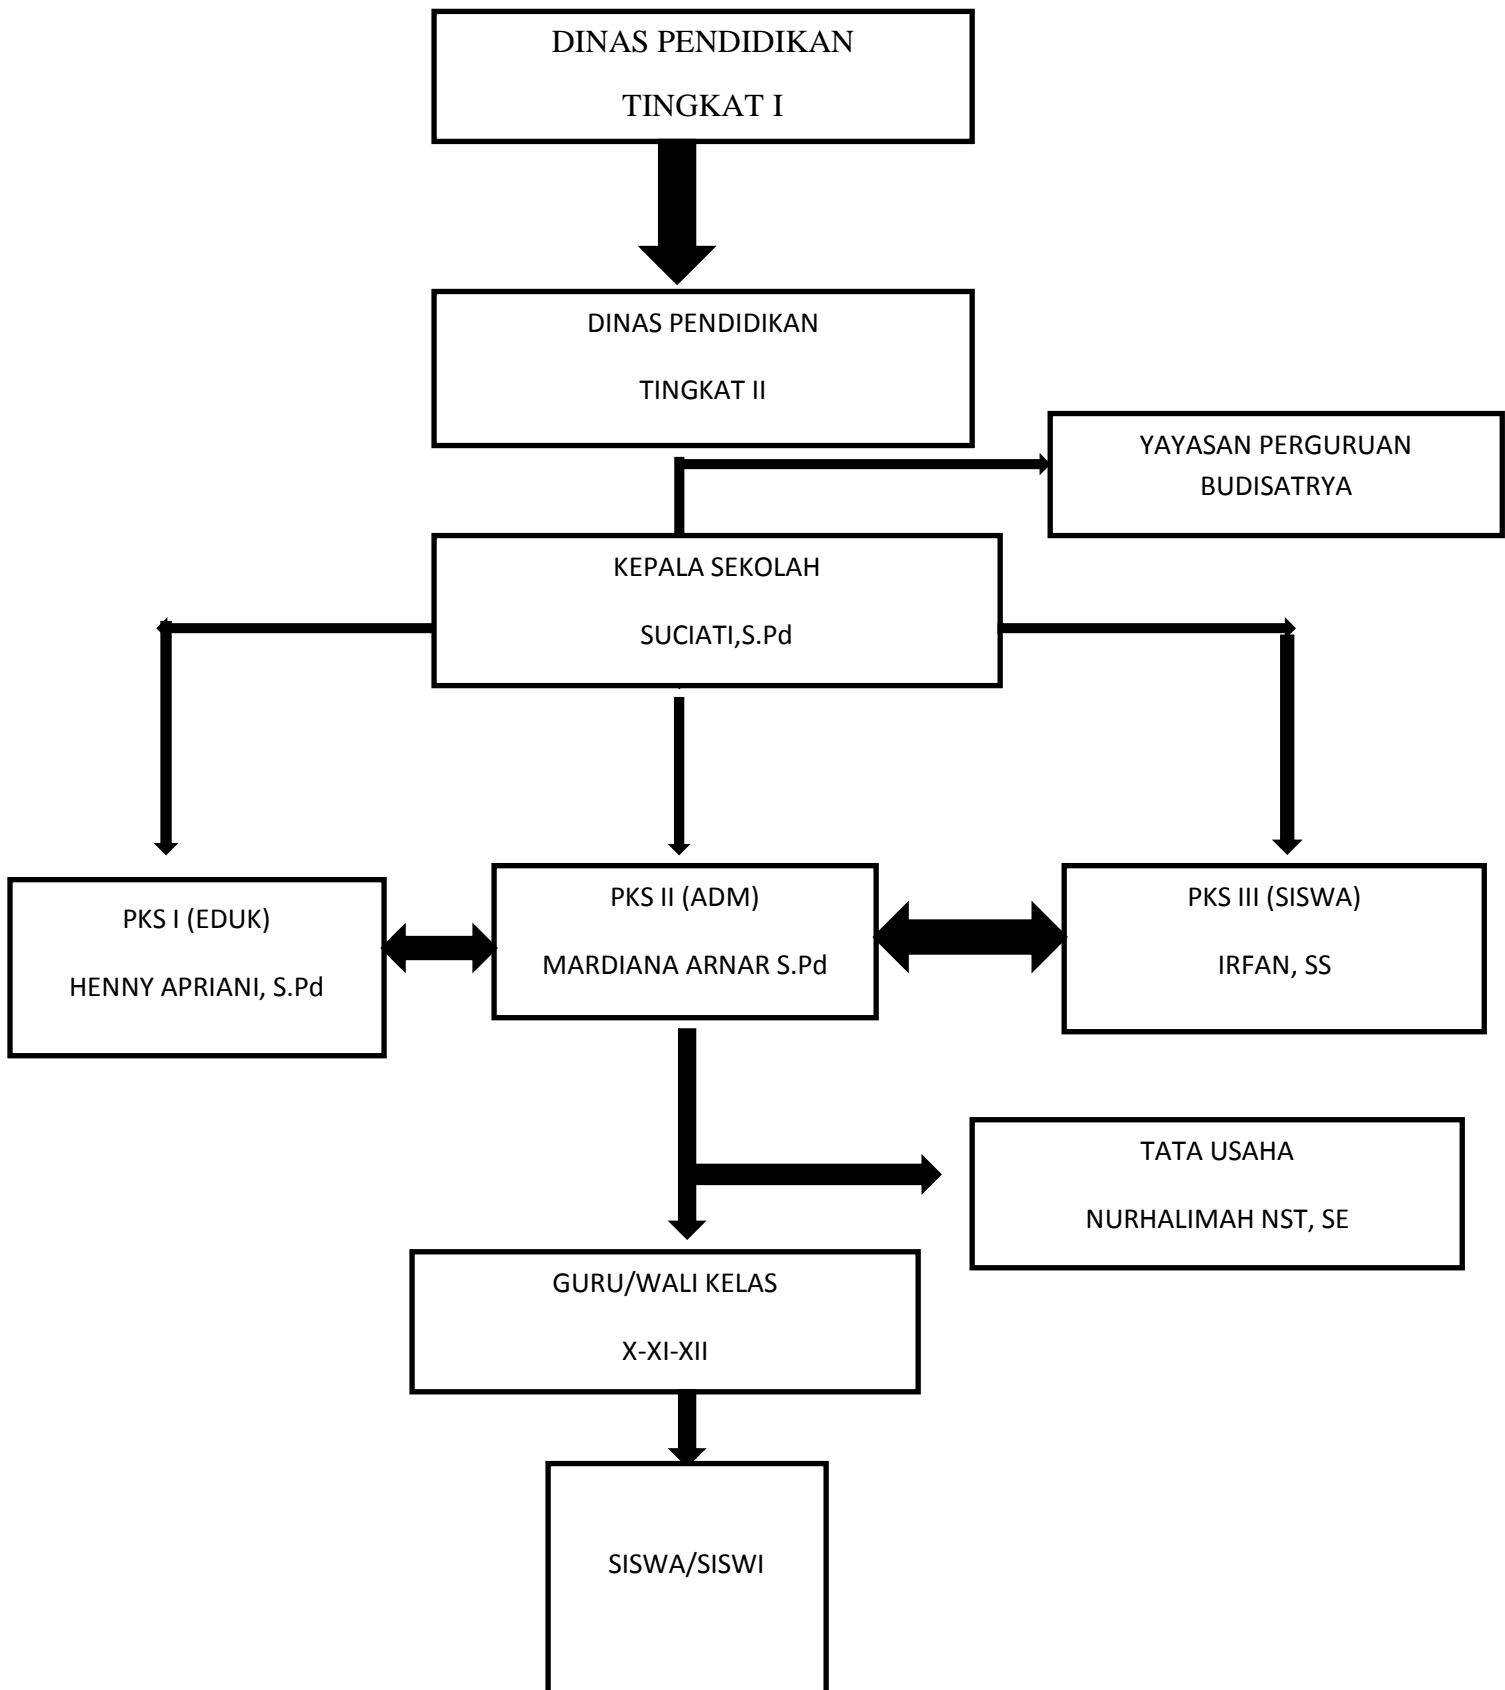 DINAS PENDIDIKAN
TINGKAT I
DINAS PENDIDIKAN
TINGKAT II
YAYASAN PERGURUAN
BUDISATRYA
KEPALA SEKOLAH
SUCIATI,S.Pd
PKS I (EDUK)
HENNY APRIANI, S.Pd
PKS II (ADM)
MARDIANA ARNAR S.Pd
PKS III (SISWA)
IRFAN, SS
TATA USAHA
NURHALIMAH NST, SE
GURU/WALI KELAS
X-XI-XII
SISWA/SISWI